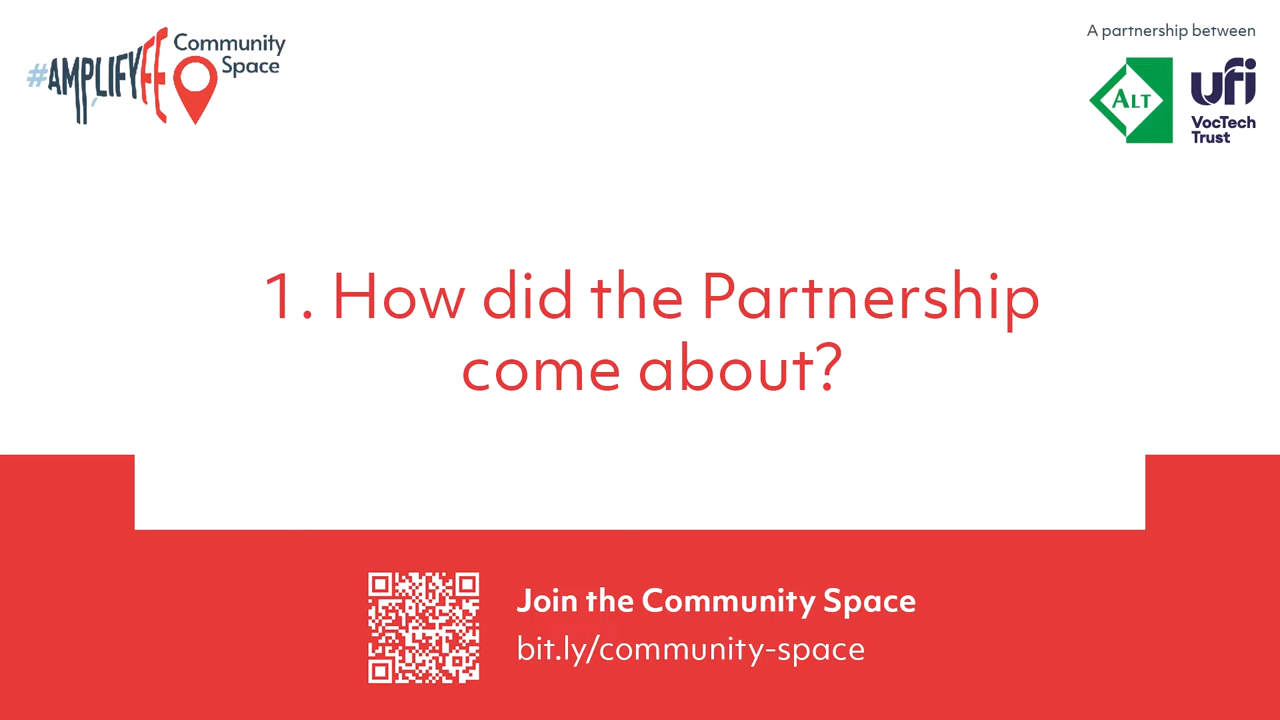 #AMPLIFYFE
Community
Space
A partnership between
ALT
ufi
VocTech
Trust
1. How did the Partnership
come about?
Join the Community Space
bit.ly/community-space